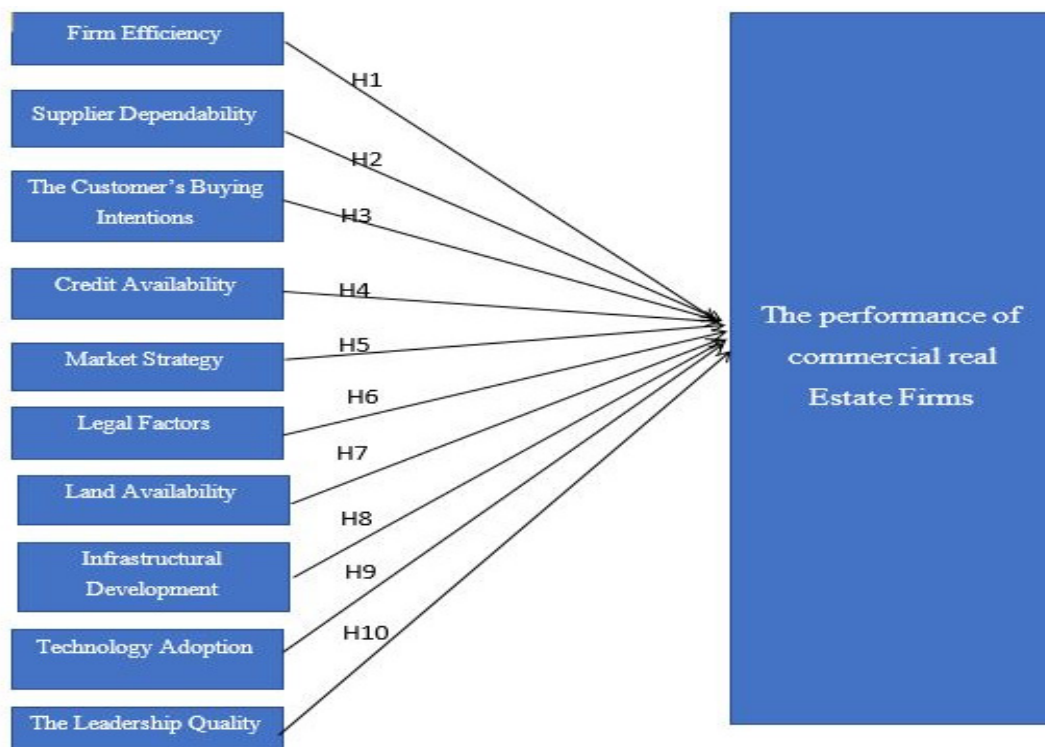 Firm Efficiency
H1
Supplier Dependability
H2
The Customer’s Buying
Intentions
H3
Credit Availability
H4
Market Strategy
H5
Legal Factors
H6
Land Availability
H7
Infrastructural
Development
H8
Technology Adoption
H9
The Leadership Quality
H10
The performance of
commercial real
Estate Firms